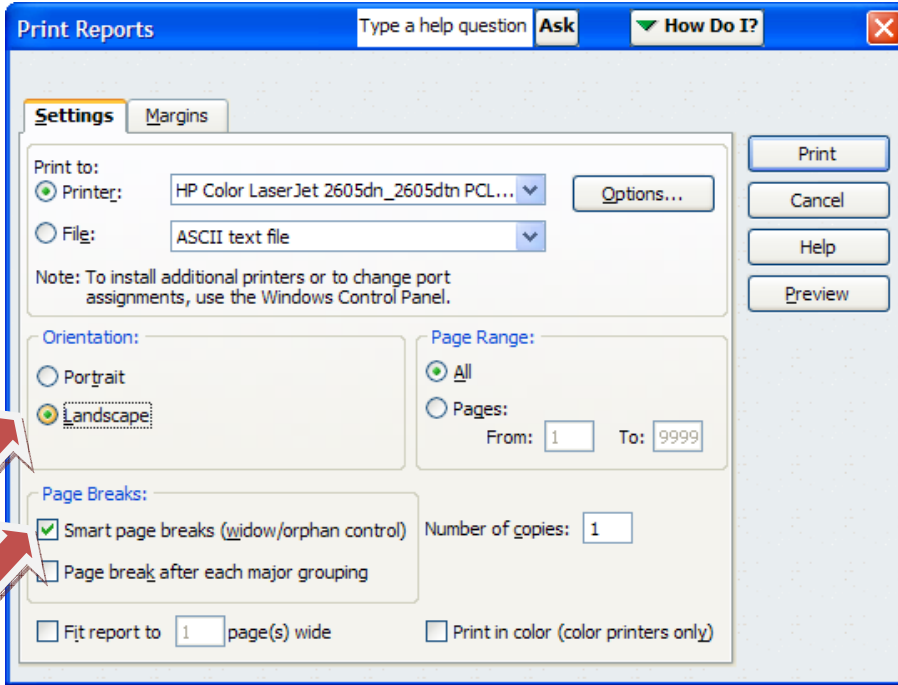 Print Reports Type a help question Ask How Do I?
Settings Margins
Print to:
Printer: HP Color LaserJet 2605dn_2605dtn PCL... Options...
File: ASCII text file
Note: To install additional printers or to change port
assignments, use the Windows Control Panel.
Print
Cancel
Help
Preview
Orientation:
Portrait
Landscape
Page Range:
All
Pages:
From: 1 To: 9999
Page Breaks:
Smart page breaks (widow/orphan control)
Page break after each major grouping
Number of copies: 1
Fit report to 1 page(s) wide
Print in color (color printers only)